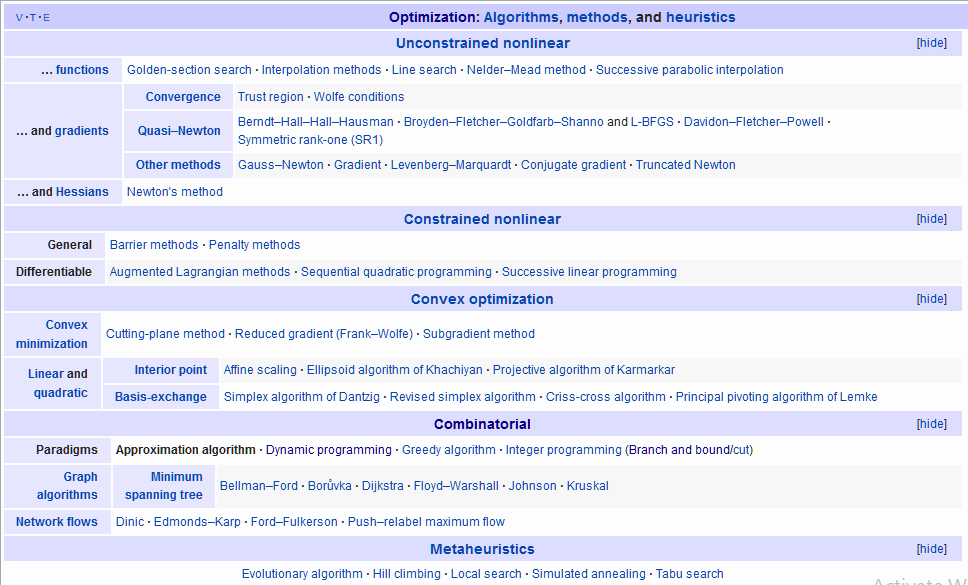 V · T · E Optimization: Algorithms, methods, and heuristics
Unconstrained nonlinear [hide]
... functions Golden-section search · Interpolation methods · Line search · Nelder–Mead method · Successive parabolic interpolation
Convergence Trust region · Wolfe conditions
... and gradients
Quasi–Newton Berndt–Hall–Hall–Hausman · Broyden–Fletcher–Goldfarb–Shanno and L-BFGS · Davidon–Fletcher–Powell ·
Symmetric rank-one (SR1)
Other methods Gauss–Newton · Gradient · Levenberg–Marquardt · Conjugate gradient · Truncated Newton
... and Hessians Newton's method
Constrained nonlinear [hide]
General Barrier methods · Penalty methods
Differentiable Augmented Lagrangian methods · Sequential quadratic programming · Successive linear programming
Convex optimization [hide]
Convex
minimization
Cutting-plane method · Reduced gradient (Frank–Wolfe) · Subgradient method
Linear and
quadratic
Interior point Affine scaling · Ellipsoid algorithm of Khachiyan · Projective algorithm of Karmarkar
Basis-exchange Simplex algorithm of Dantzig · Revised simplex algorithm · Criss-cross algorithm · Principal pivoting algorithm of Lemke
Combinatorial [hide]
Paradigms Approximation algorithm · Dynamic programming · Greedy algorithm · Integer programming (Branch and bound/cut)
Graph
algorithms
Minimum
spanning tree
Bellman–Ford · Borůvka · Dijkstra · Floyd–Warshall · Johnson · Kruskal
Network flows Dinic · Edmonds–Karp · Ford–Fulkerson · Push–relabel maximum flow
Metaheuristics [hide]
Evolutionary algorithm · Hill climbing · Local search · Simulated annealing · Tabu search